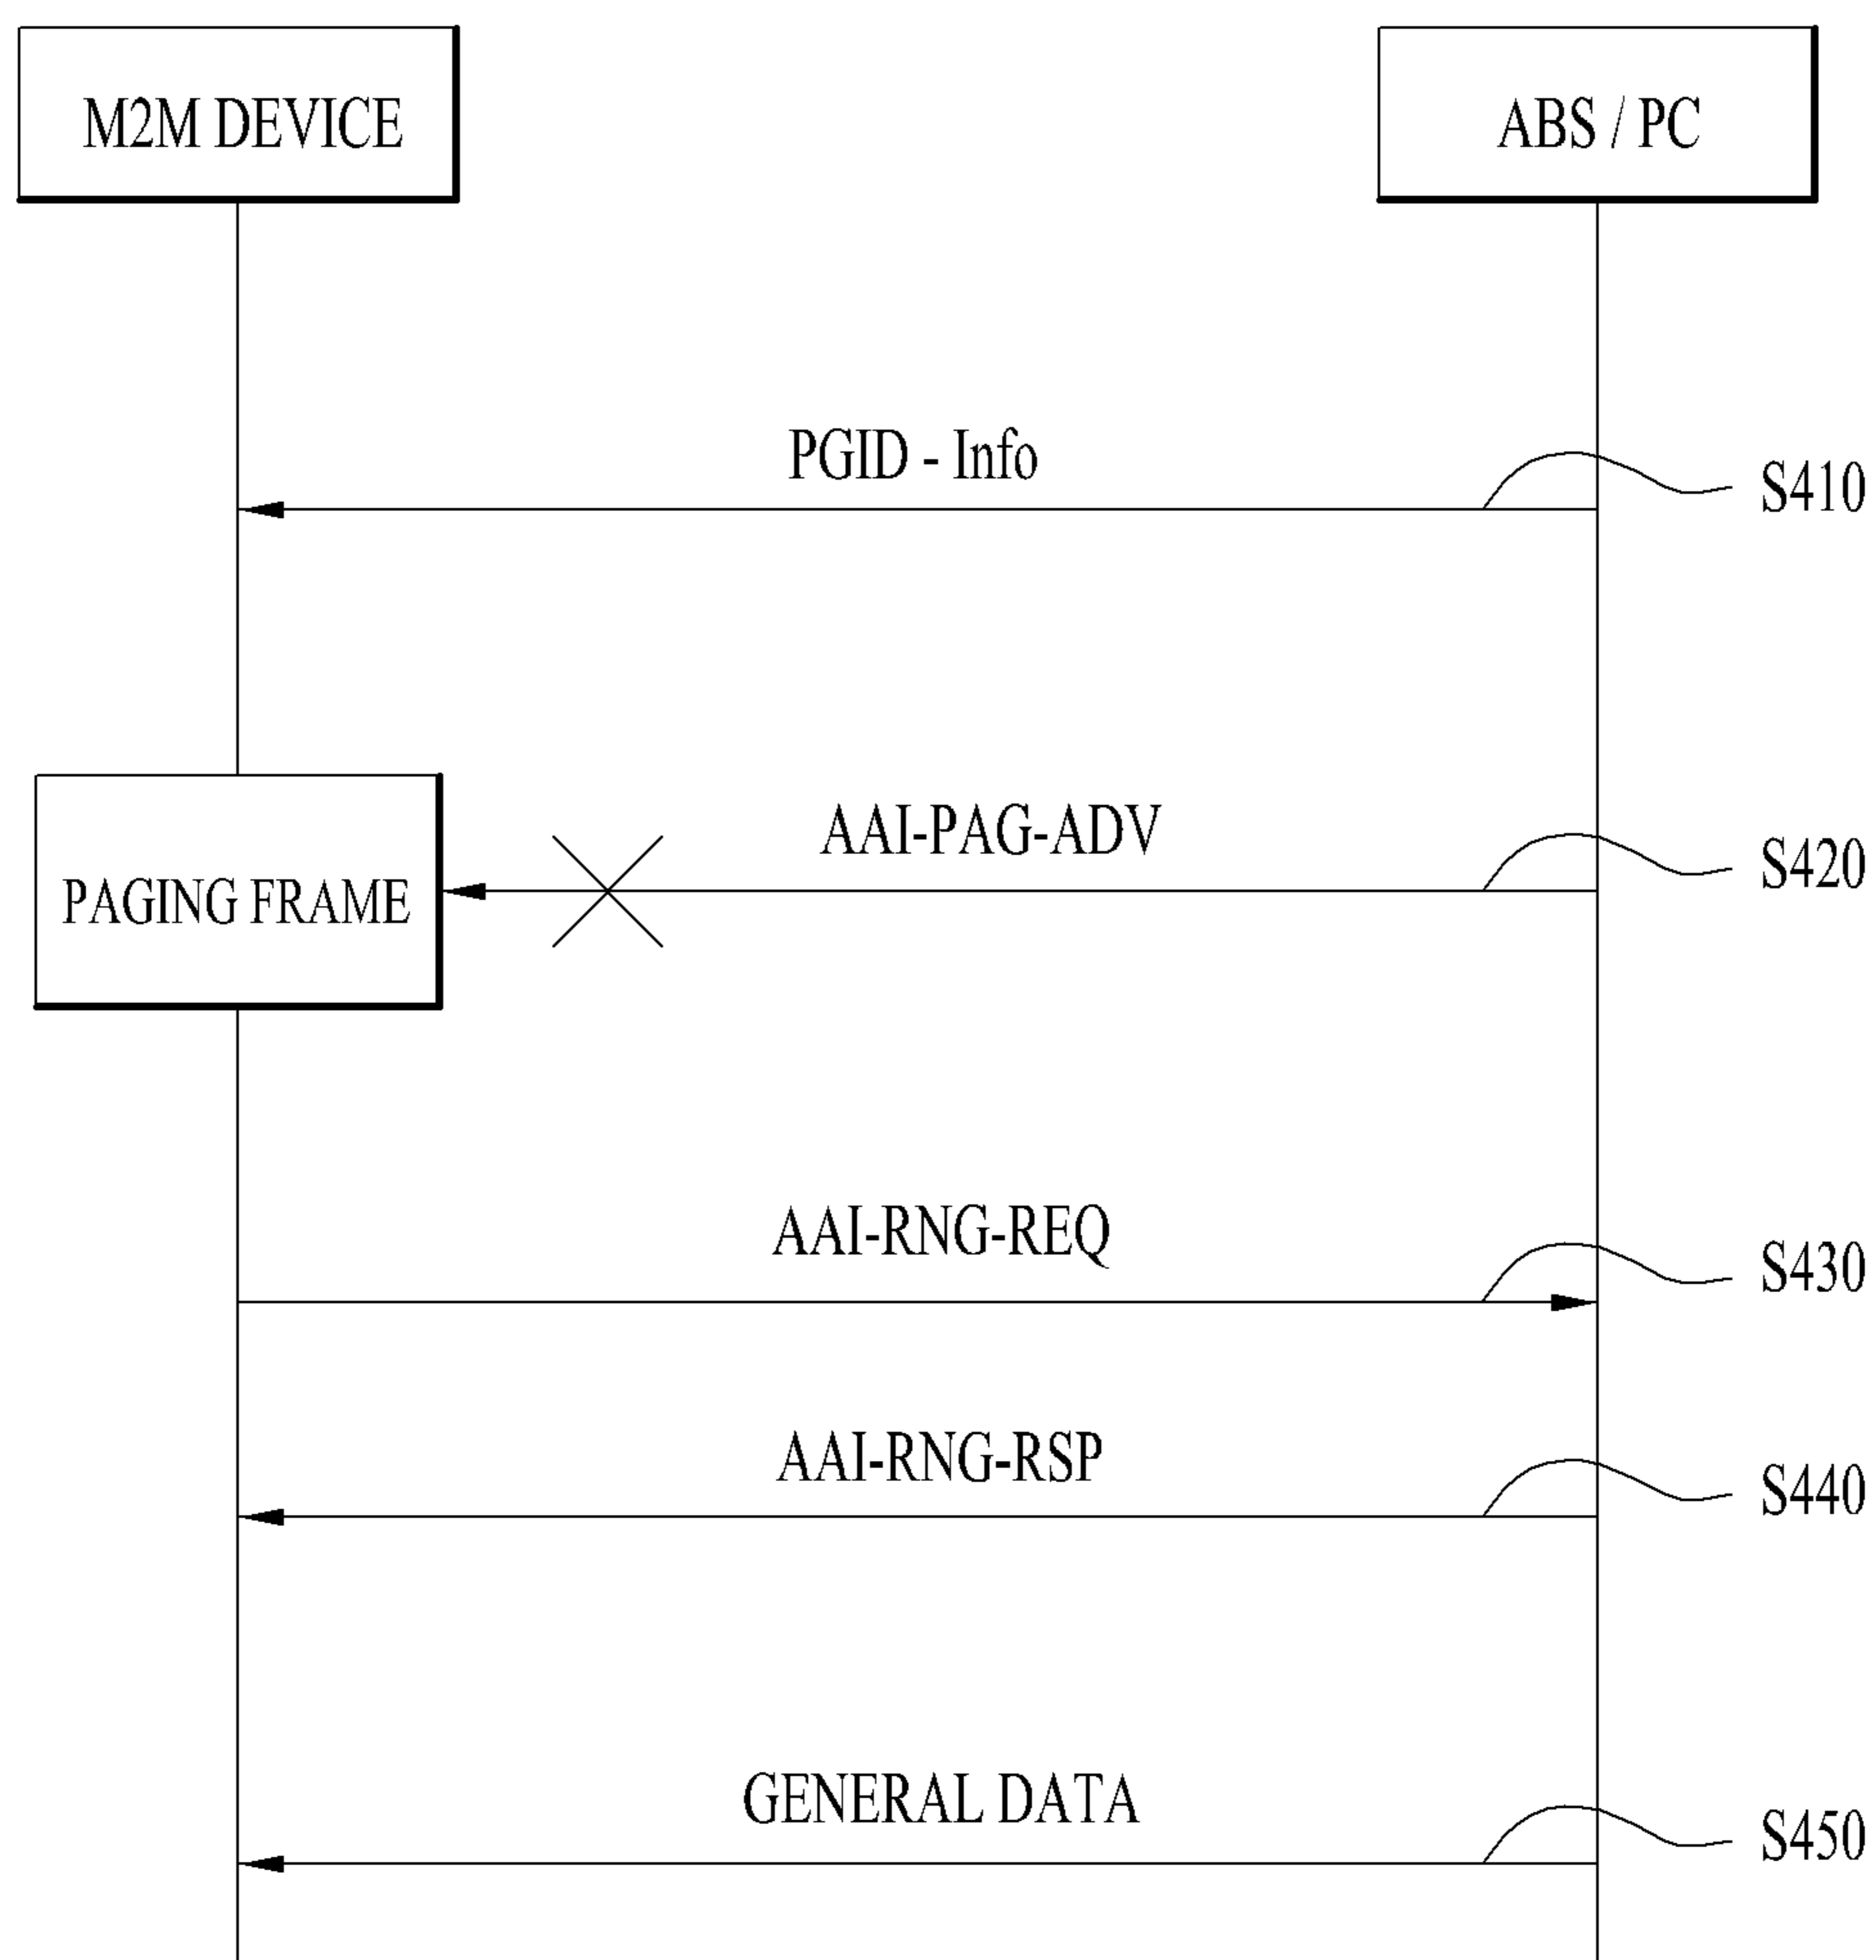 M2M DEVICE
ABS / PC
PGID - Info
S410
AAI-PAG-ADV
S420
PAGING FRAME
AAI-RNG-REQ
S430
AAI-RNG-RSP
S440
GENERAL DATA
S450